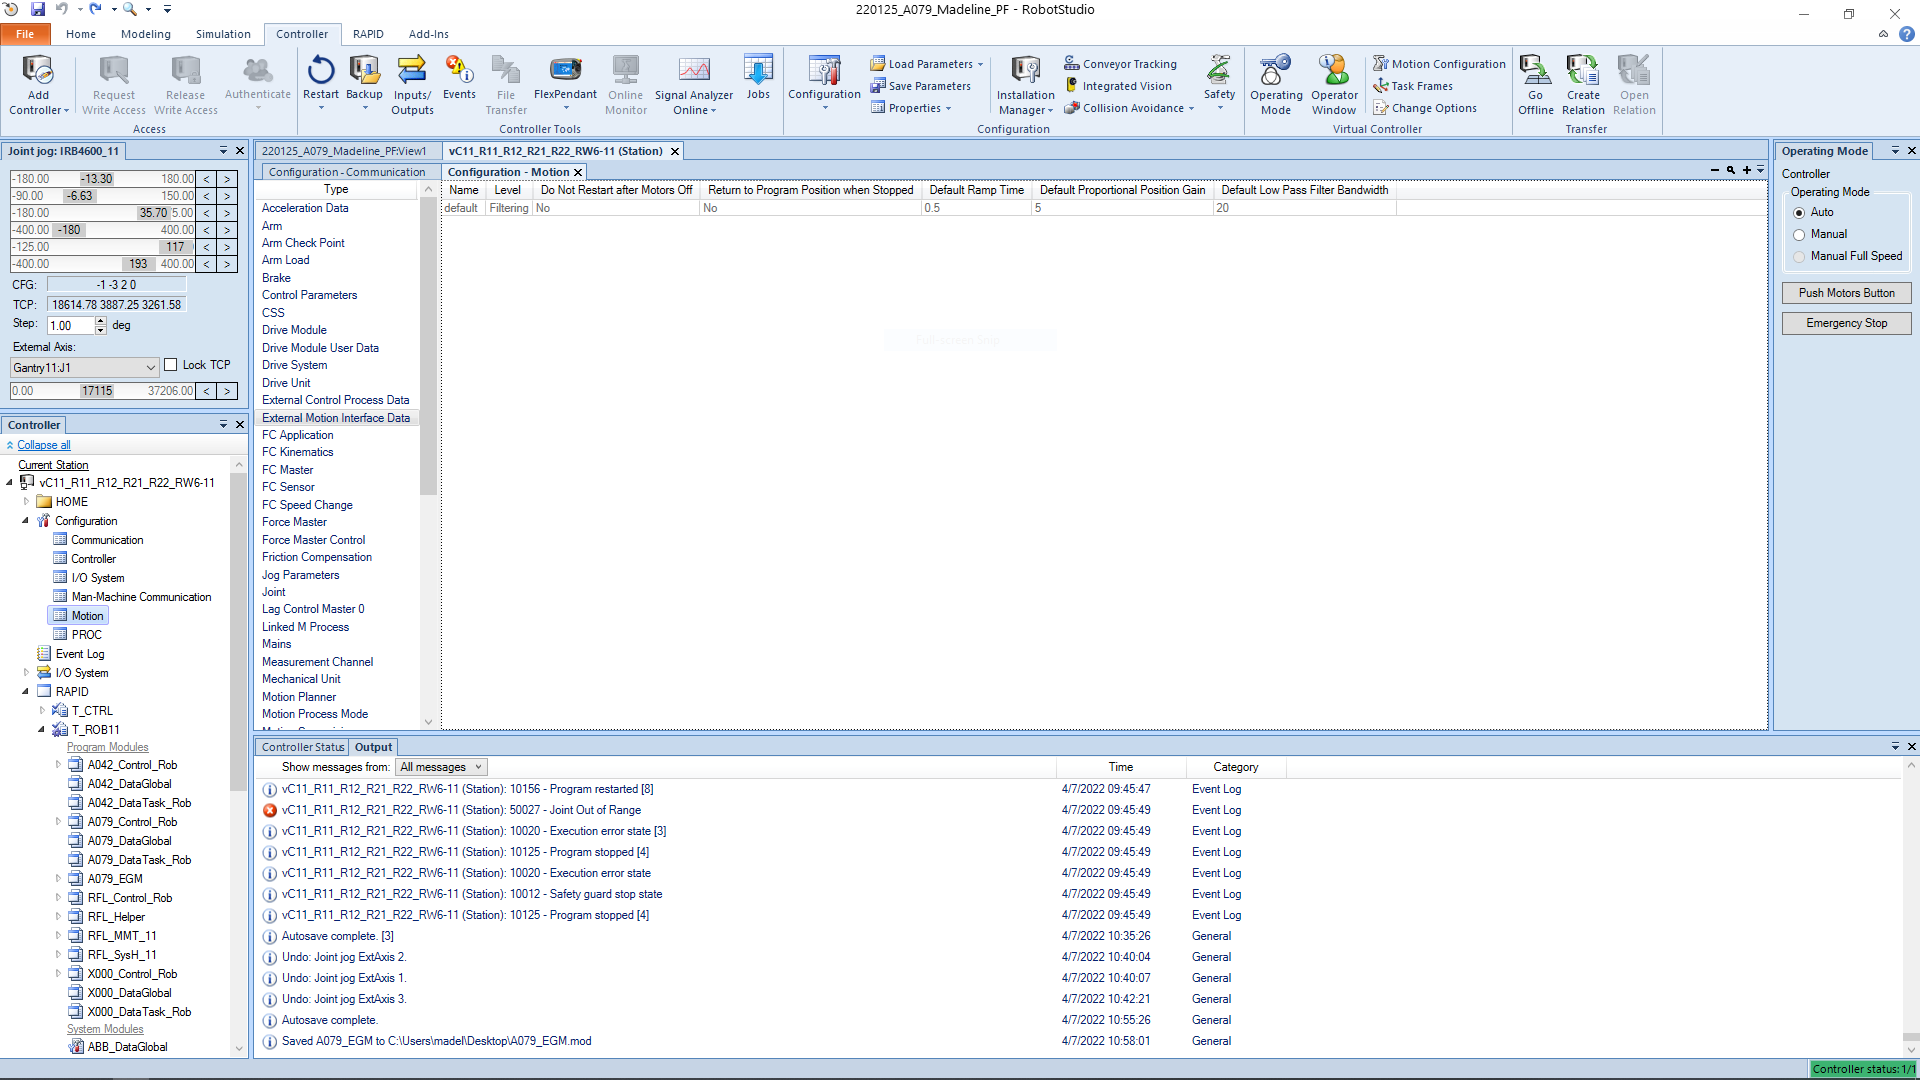 220125_A079_Madeline_PF - RobotStudio
File Home Modeling Simulation Controller RAPID Add-Ins
Add Controller
Request Write Access
Release Write Access
Authenticate
Access
Restart
Backup
Inputs/ Outputs
Events
File Transfer
FlexPendant
Online Monitor
Signal Analyzer Online
Jobs
Controller Tools
Configuration
Load Parameters
Save Parameters
Properties
Installation Manager
Conveyor Tracking
Integrated Vision
Collision Avoidance
Safety
Configuration
Operating Mode
Operator Window
Motion Configuration
Task Frames
Change Options
Virtual Controller
Go Offline
Create Relation
Open Relation
Transfer
Joint jog: IRB4600_11
-180.00 -13.30 180.00 < >
-90.00 -6.63 150.00 < >
-180.00 35.70 5.00 < >
-400.00 -180 400.00 < >
-125.00 117 < >
-400.00 193 400.00 < >
CFG: -1 -3 2 0
TCP: 18614.78 3887.25 3261.58
Step: 1.00 deg
External Axis:
Gantry11:J1 Lock TCP
0.00 17115 37206.00 < >
Controller
Collapse all
Current Station
vC11_R11_R12_R21_R22_RW6-11
HOME
Configuration
Communication
Controller
I/O System
Man-Machine Communication
Motion
PROC
Event Log
I/O System
RAPID
T_CTRL
T_ROB11
Program Modules
A042_Control_Rob
A042_DataGlobal
A042_DataTask_Rob
A079_Control_Rob
A079_DataGlobal
A079_DataTask_Rob
A079_EGM
RFL_Control_Rob
RFL_Helper
RFL_MMT_11
RFL_SysH_11
X000_Control_Rob
X000_DataGlobal
X000_DataTask_Rob
System Modules
ABB_DataGlobal
220125_A079_Madeline_PF:View1 vC11_R11_R12_R21_R22_RW6-11 (Station)
Configuration - Communication Configuration - Motion
Type
Acceleration Data
Arm
Arm Check Point
Arm Load
Brake
Control Parameters
CSS
Drive Module
Drive Module User Data
Drive System
Drive Unit
External Control Process Data
External Motion Interface Data
FC Application
FC Kinematics
FC Master
FC Sensor
FC Speed Change
Force Master
Force Master Control
Friction Compensation
Jog Parameters
Joint
Lag Control Master 0
Linked M Process
Mains
Measurement Channel
Mechanical Unit
Motion Planner
Motion Process Mode
Name Level Do Not Restart after Motors Off Return to Program Position when Stopped Default Ramp Time Default Proportional Position Gain Default Low Pass Filter Bandwidth
default Filtering No No 0.5 5 20
Full-screen Snip
Operating Mode
Controller
Operating Mode
Auto
Manual
Manual Full Speed
Push Motors Button
Emergency Stop
Controller Status Output
Show messages from: All messages Time Category
vC11_R11_R12_R21_R22_RW6-11 (Station): 10156 - Program restarted [8] 4/7/2022 09:45:47 Event Log
vC11_R11_R12_R21_R22_RW6-11 (Station): 50027 - Joint Out of Range 4/7/2022 09:45:49 Event Log
vC11_R11_R12_R21_R22_RW6-11 (Station): 10020 - Execution error state [3] 4/7/2022 09:45:49 Event Log
vC11_R11_R12_R21_R22_RW6-11 (Station): 10125 - Program stopped [4] 4/7/2022 09:45:49 Event Log
vC11_R11_R12_R21_R22_RW6-11 (Station): 10020 - Execution error state 4/7/2022 09:45:49 Event Log
vC11_R11_R12_R21_R22_RW6-11 (Station): 10012 - Safety guard stop state 4/7/2022 09:45:49 Event Log
vC11_R11_R12_R21_R22_RW6-11 (Station): 10125 - Program stopped [4] 4/7/2022 09:45:49 Event Log
Autosave complete. [3] 4/7/2022 10:35:26 General
Undo: Joint jog ExtAxis 2. 4/7/2022 10:40:04 General
Undo: Joint jog ExtAxis 1. 4/7/2022 10:40:07 General
Undo: Joint jog ExtAxis 3. 4/7/2022 10:42:21 General
Autosave complete. 4/7/2022 10:55:26 General
Saved A079_EGM to C:\Users\madel\Desktop\A079_EGM.mod 4/7/2022 10:58:01 General
Controller status: 1/1